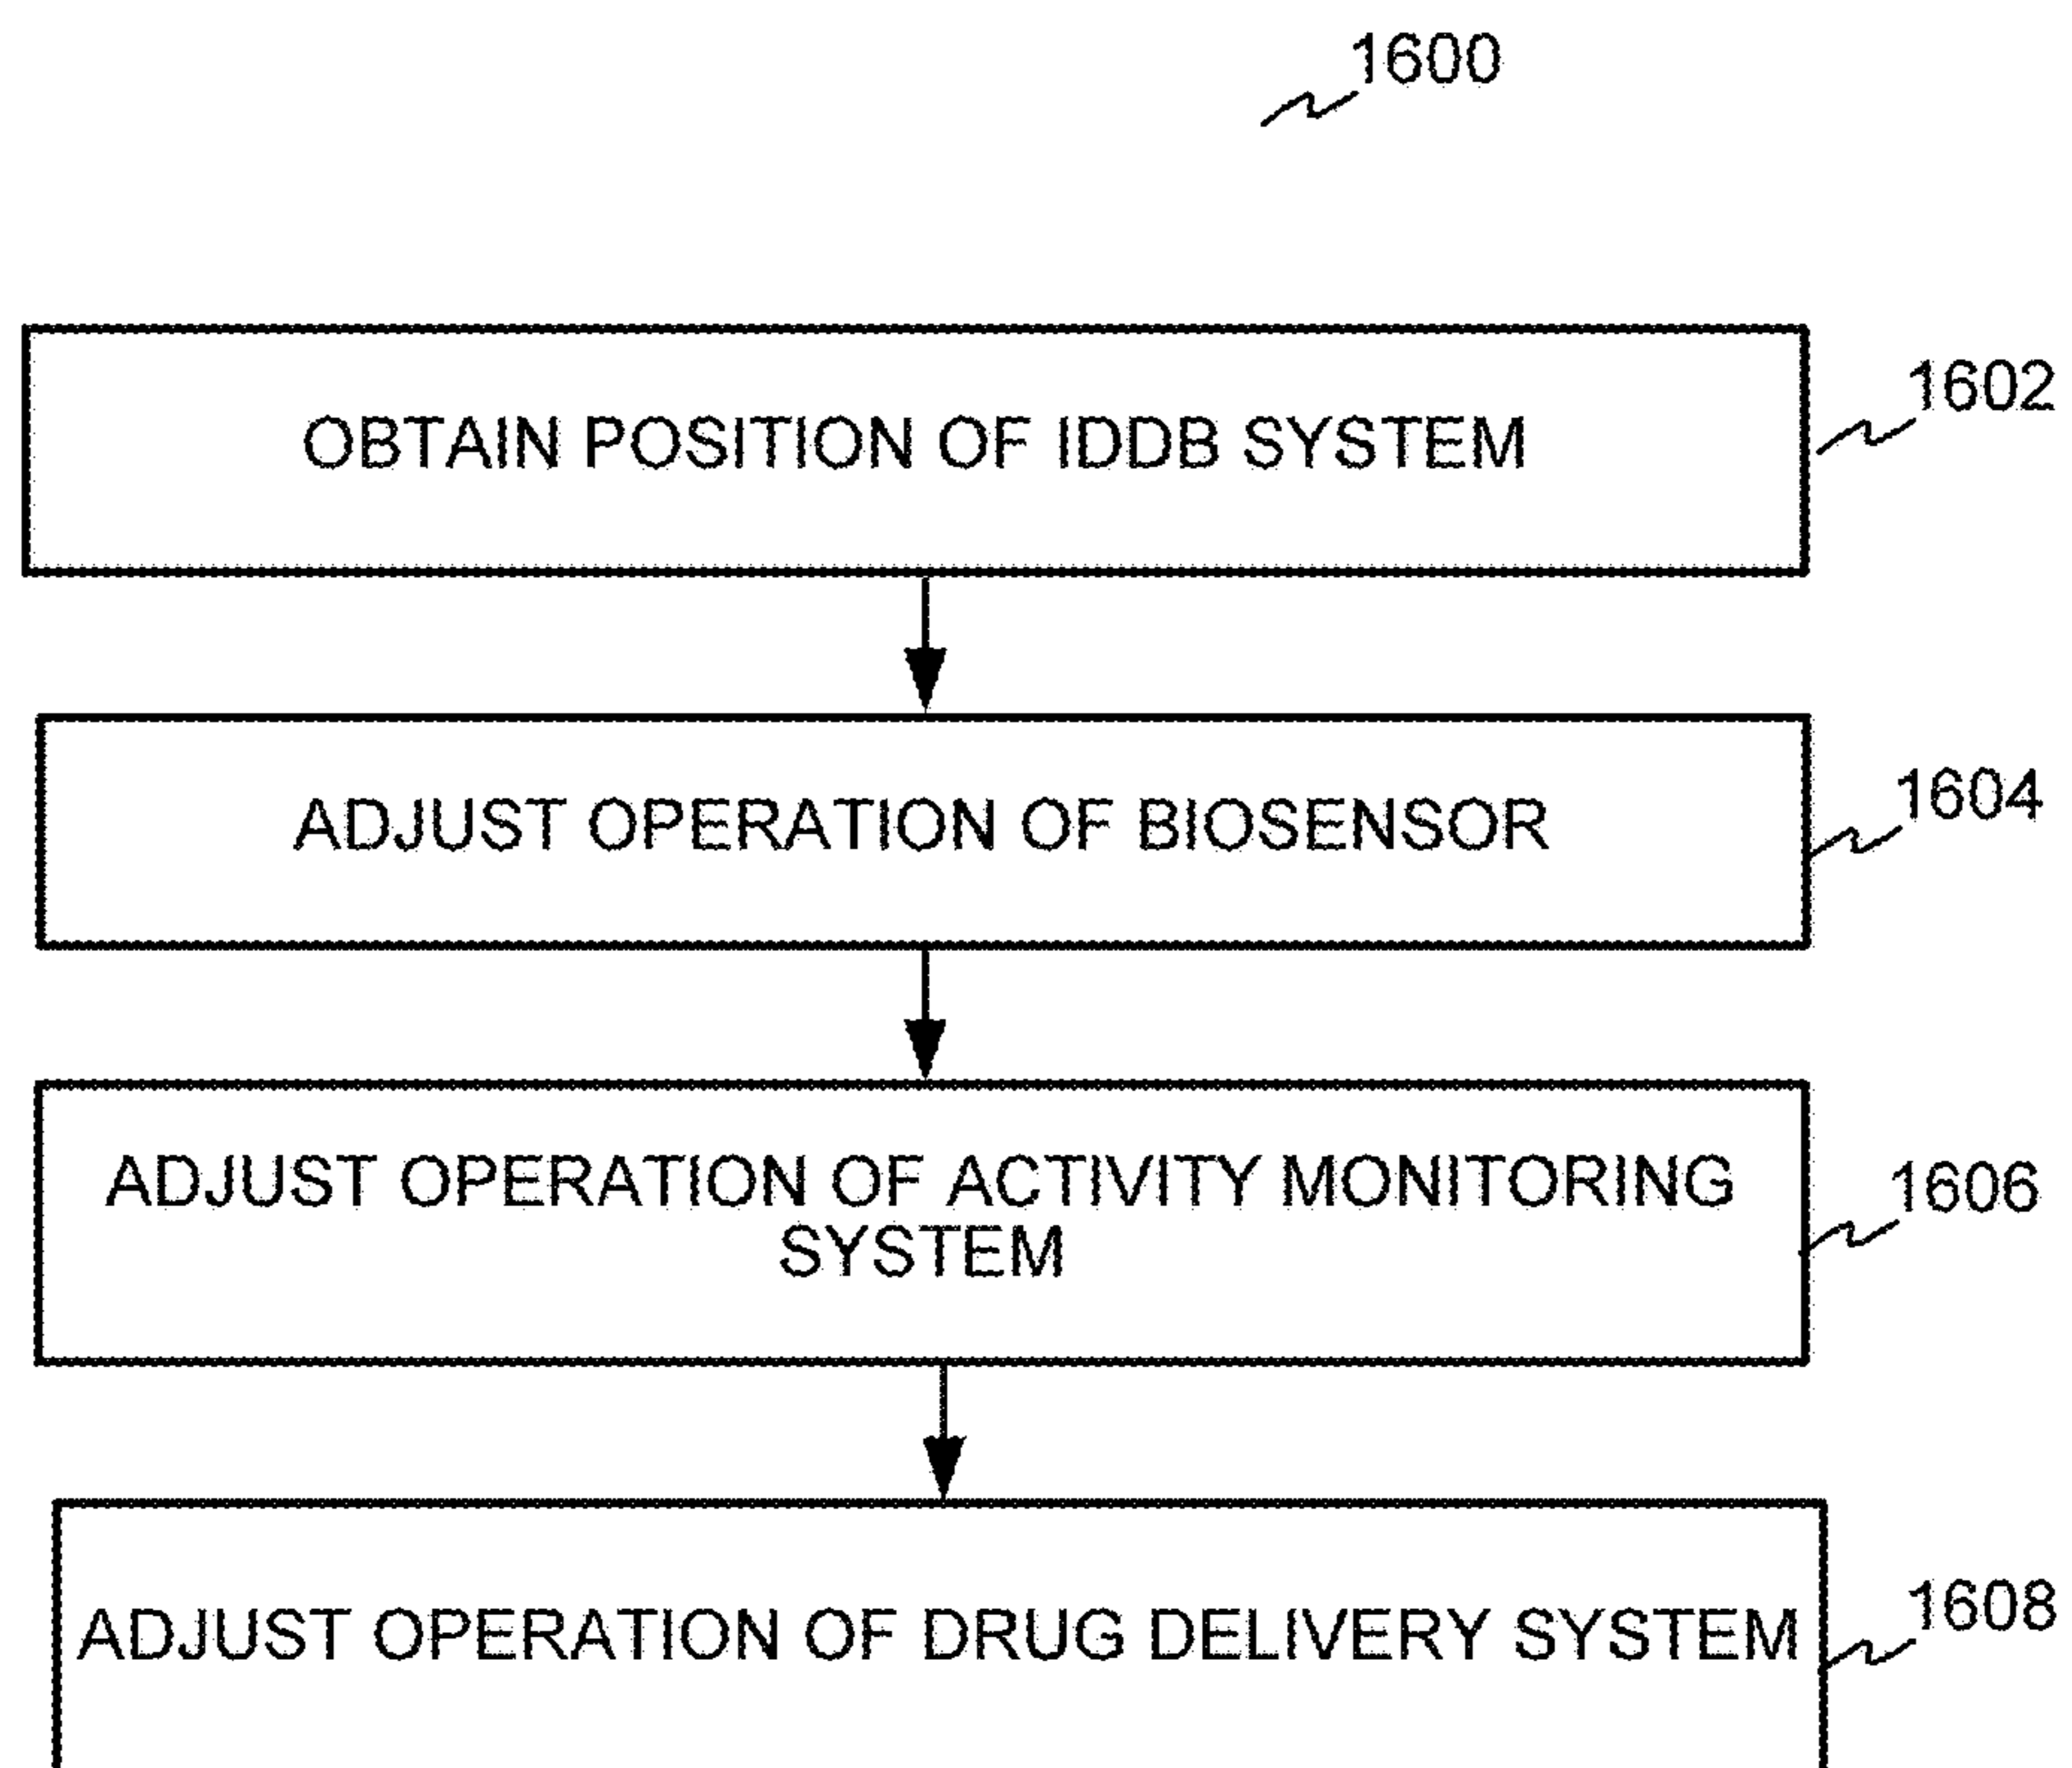 1600
OBTAIN POSITION OF IDDB SYSTEM
1602
ADJUST OPERATION OF BIOSENSOR
1604
ADJUST OPERATION OF ACTIVITY MONITORING
SYSTEM
1606
ADJUST OPERATION OF DRUG DELIVERY SYSTEM
1608